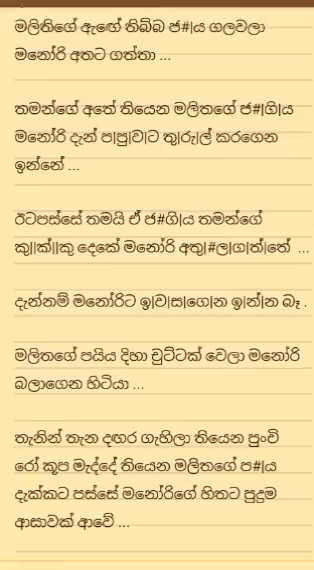 මලිතිගේ ඇඟේ තිබ්බ ජ#|ය ගලවලා
මනෝරි අතට ගත්තා ...
තමන්ගේ අතේ තියෙන මලිතගේ ජ#|ගි|ය
මනෝරි දැන් ප|පු|ව|ට තු|රු|ල් කරගෙන
ඉන්නේ ...
ඊටපස්සේ තමයි ඒ ජ#ගි|ය තමන්ගේ
කු||ක්||කු දෙකේ මනෝරි අතු|#ල|ග|ත්|තේ ...
දැන්නම් මනෝරිට ඉ|ව|ස|ගෙ|න ඉ|න්|න බෑ .
මලිතගේ පයිය දිහා චුට්ටක් වෙලා මනෝරි
බලාගෙන හිටියා ...
තැනින් තැන දඟර ගැහිලා තියෙන පුංචි
රෝ කූප මැද්දේ තියෙන මලිතගේ ප#|ය
දැක්කට පස්සේ මනෝරිගේ හිතට පුදුම
ආසාවක් ආවේ ...